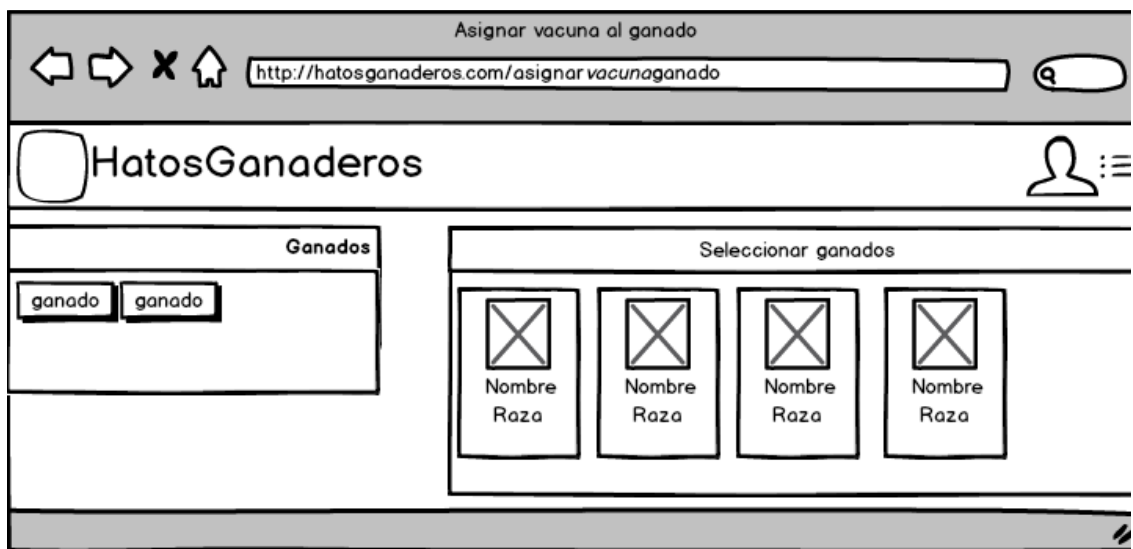 Asignar vacuna al ganado
http://hatosganaderos.com/asignarvacunaganado
HatosGanaderos
Ganados
ganado ganado
Seleccionar ganados
Nombre Nombre Nombre Nombre
Raza Raza Raza Raza